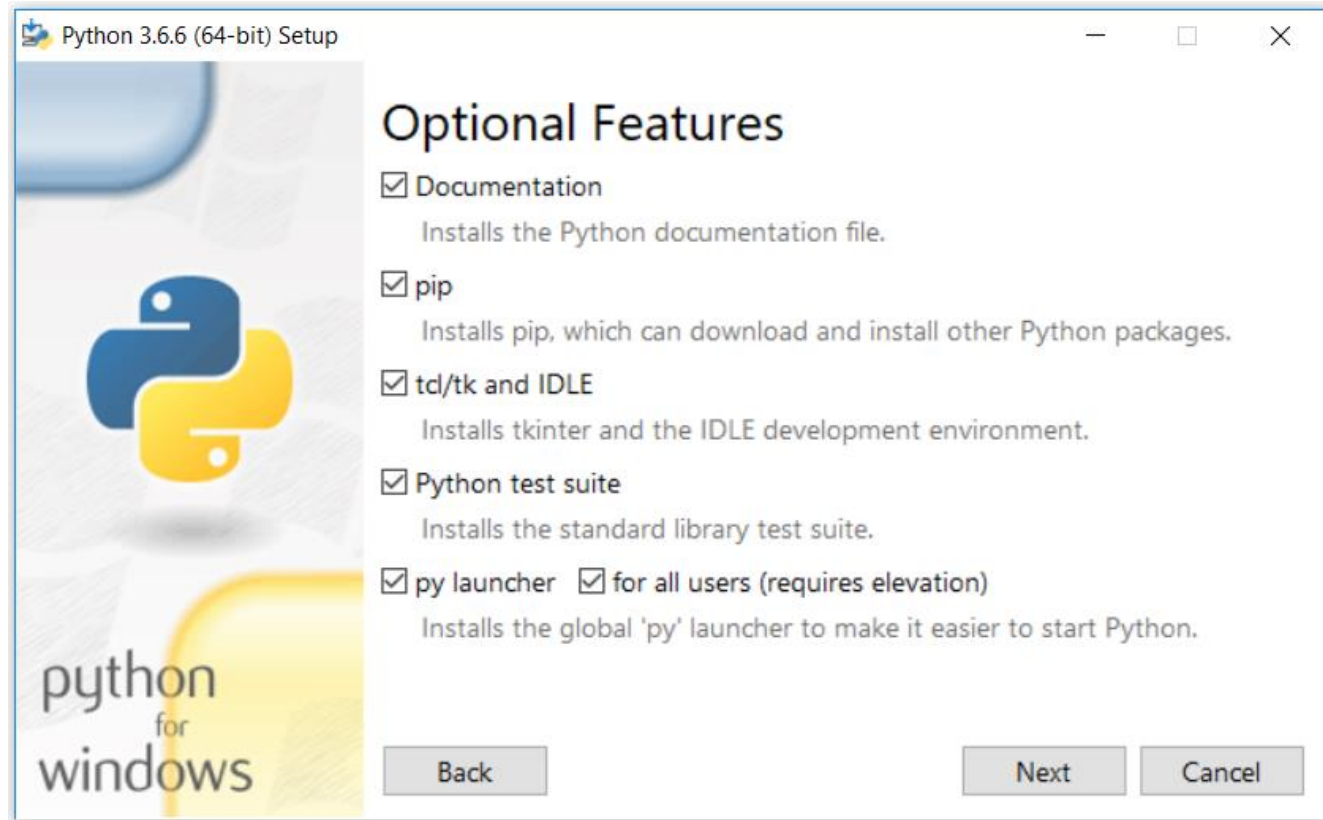 Python 3.6.6 (64-bit) Setup
Optional Features
Documentation
Installs the Python documentation file.
pip
Installs pip, which can download and install other Python packages.
tcl/tk and IDLE
Installs tkinter and the IDLE development environment.
Python test suite
Installs the standard library test suite.
py launcher for all users (requires elevation)
Installs the global 'py' launcher to make it easier to start Python.
python
for
windows
Back Next Cancel